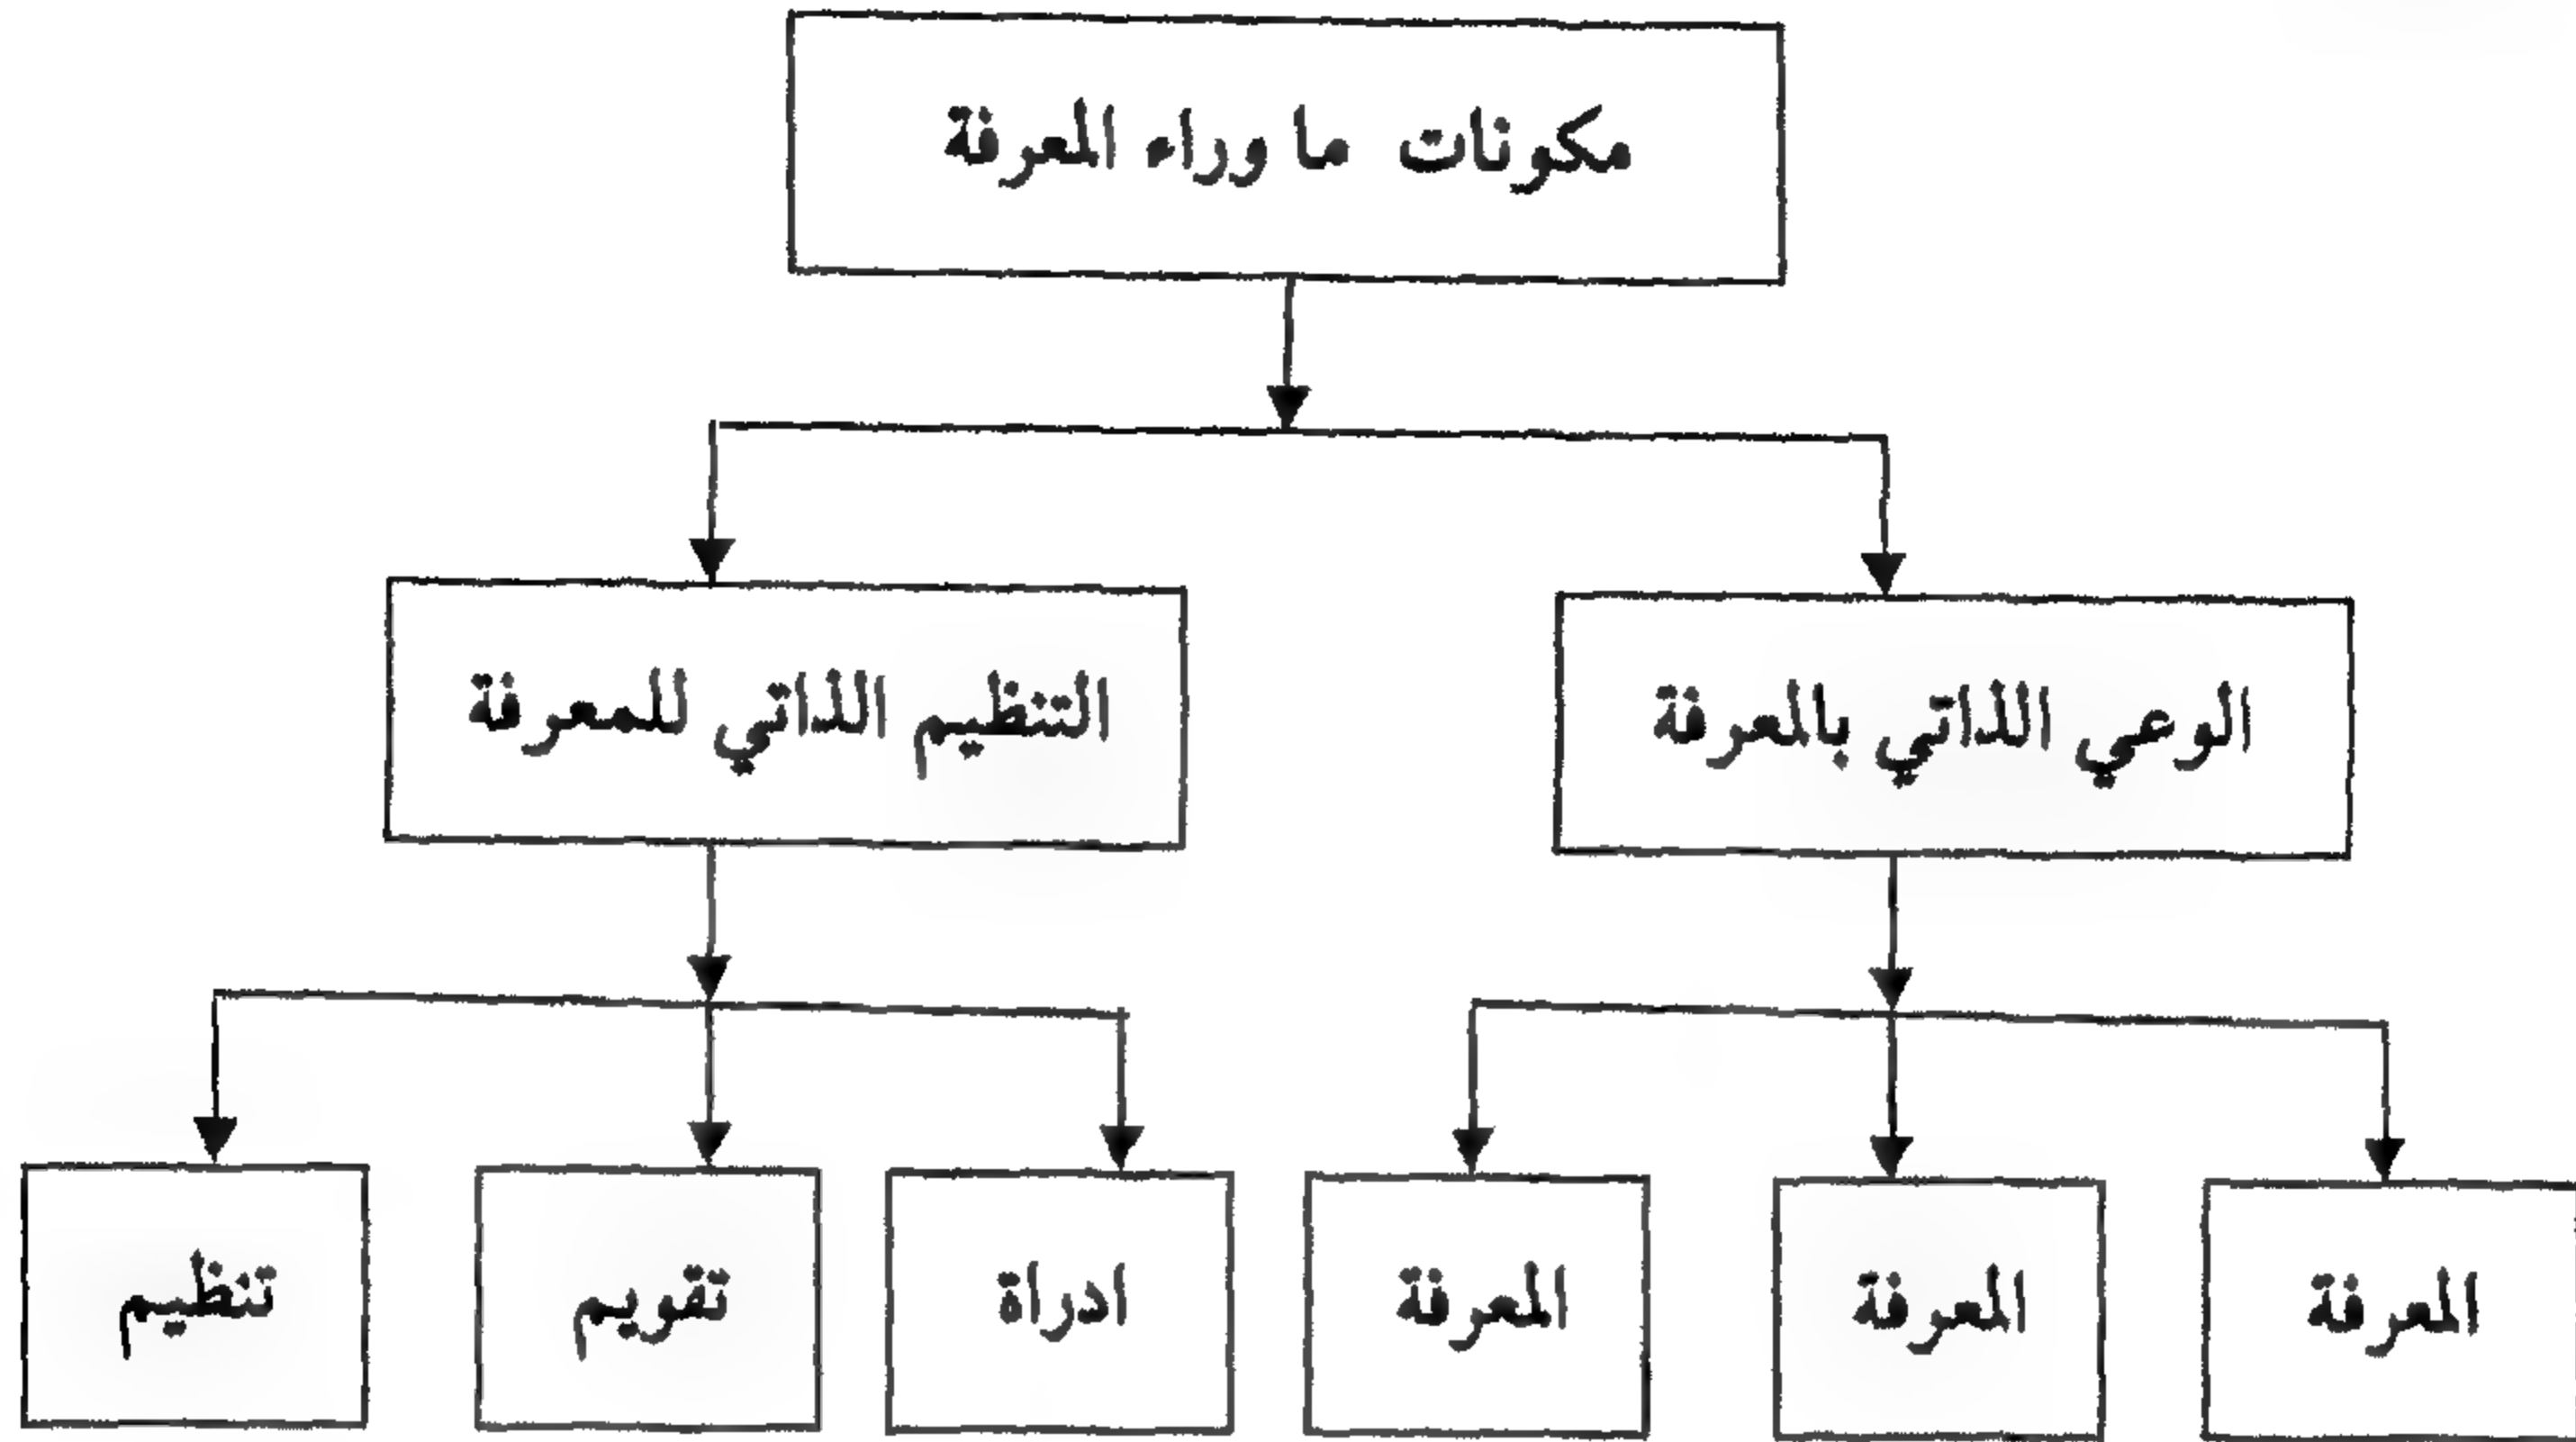 مكونات ما وراء المعرفة
الوعي الذاتي بالمعرفة
التنظيم الذاتي للمعرفة
المعرفة
المعرفة
المعرفة
ادراة
تقويم
تنظيم